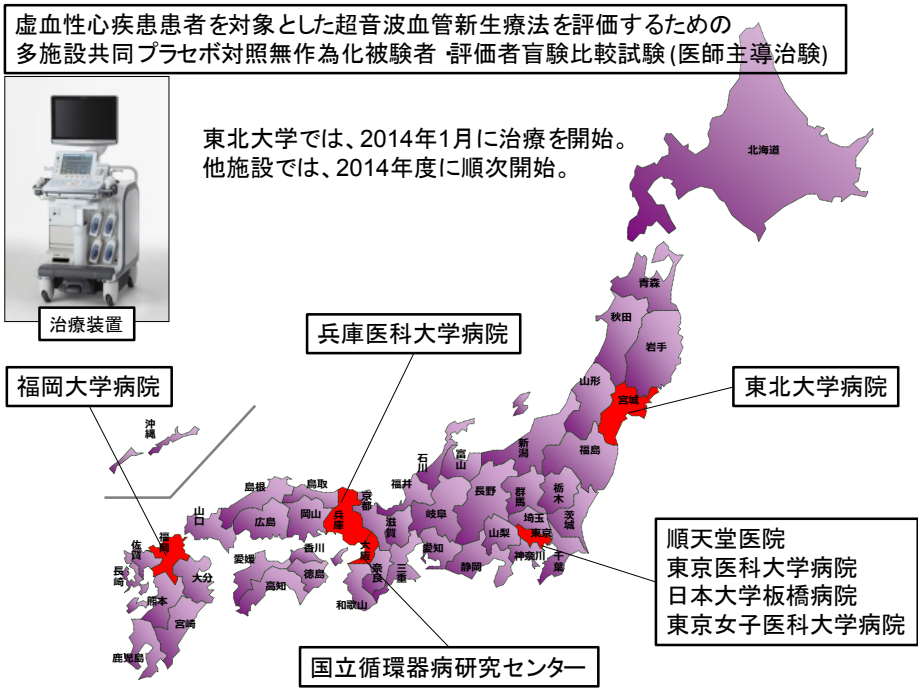 虚血性心疾患患者を対象とした超音波血管新生療法を評価するための
多施設共同プラセボ対照無作為化被験者・評価者盲験比較試験(医師主導治験)
東北大学では、2014年1月に治療を開始。
他施設では、2014年度に順次開始。
治療装置
兵庫医科大学病院
福岡大学病院
東北大学病院
順天堂医院
東京医科大学病院
日本大学板橋病院
東京女子医科大学病院
国立循環器病研究センター
北海道
青森
秋田
岩手
山形
宮城
福島
新潟
富山
石川
福井
長野
群馬
栃木
茨城
埼玉
東京
千葉
神奈川
山梨
静岡
岐阜
愛知
滋賀
三重
京都
奈良
大阪
和歌山
兵庫
鳥取
岡山
島根
広島
山口
香川
徳島
愛媛
高知
福岡
佐賀
長崎
大分
熊本
宮崎
鹿児島
沖縄